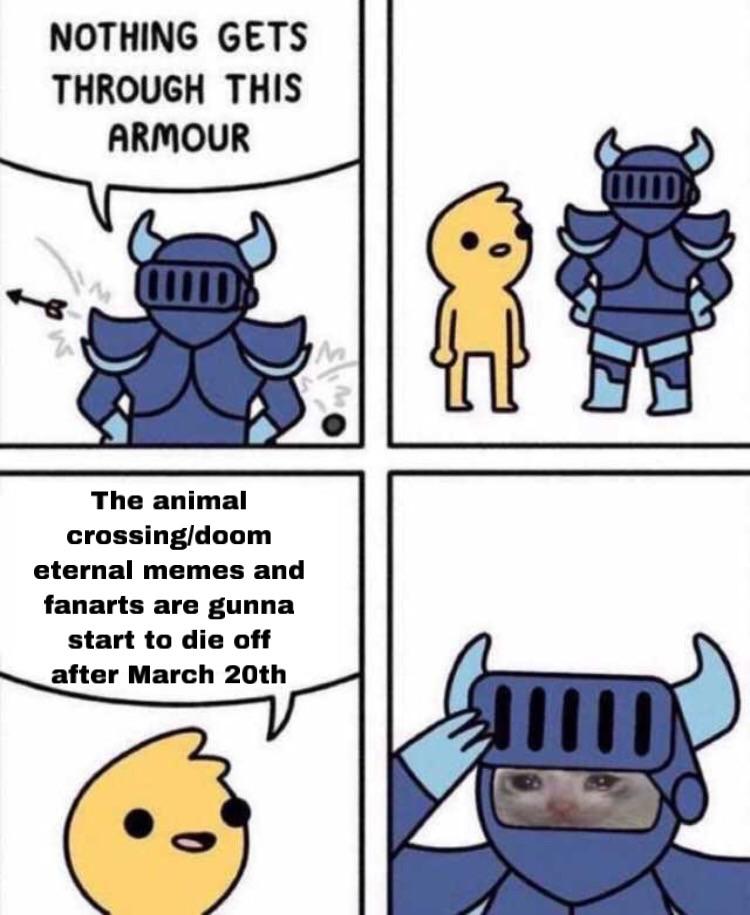 NOTHING GETS
THROUGH THIS
ARMOUR
The animal
crossing/doom
eternal memes and
fanarts are gunna
start to die off
after March 20th